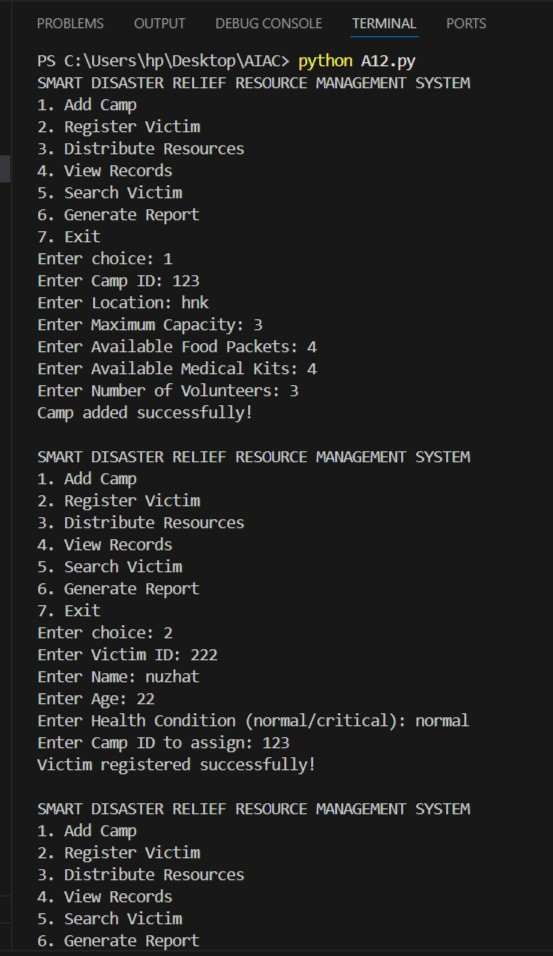 PROBLEMS OUTPUT DEBUG CONSOLE TERMINAL PORTS
PS C:\Users\hp\Desktop\AIAC> python A12.py
SMART DISASTER RELIEF RESOURCE MANAGEMENT SYSTEM
1. Add Camp
2. Register Victim
3. Distribute Resources
4. View Records
5. Search Victim
6. Generate Report
7. Exit
Enter choice: 1
Enter Camp ID: 123
Enter Location: hnk
Enter Maximum Capacity: 3
Enter Available Food Packets: 4
Enter Available Medical Kits: 4
Enter Number of Volunteers: 3
Camp added successfully!

SMART DISASTER RELIEF RESOURCE MANAGEMENT SYSTEM
1. Add Camp
2. Register Victim
3. Distribute Resources
4. View Records
5. Search Victim
6. Generate Report
7. Exit
Enter choice: 2
Enter Victim ID: 222
Enter Name: nuzhat
Enter Age: 22
Enter Health Condition (normal/critical): normal
Enter Camp ID to assign: 123
Victim registered successfully!

SMART DISASTER RELIEF RESOURCE MANAGEMENT SYSTEM
1. Add Camp
2. Register Victim
3. Distribute Resources
4. View Records
5. Search Victim
6. Generate Report